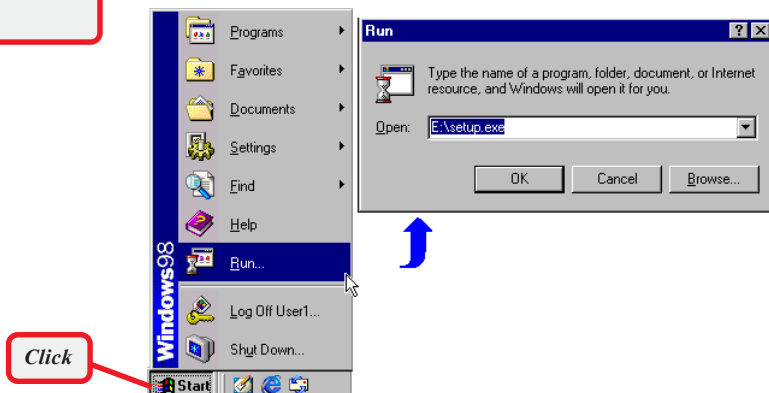 Programs
Favorites
Documents
Settings
Find
Help
Run...
Log Off User1...
Shut Down...
Windows98
Click
Start
Run
Type the name of a program, folder, document, or Internet
resource, and Windows will open it for you.
Open: E:\setup.exe
OK Cancel Browse...